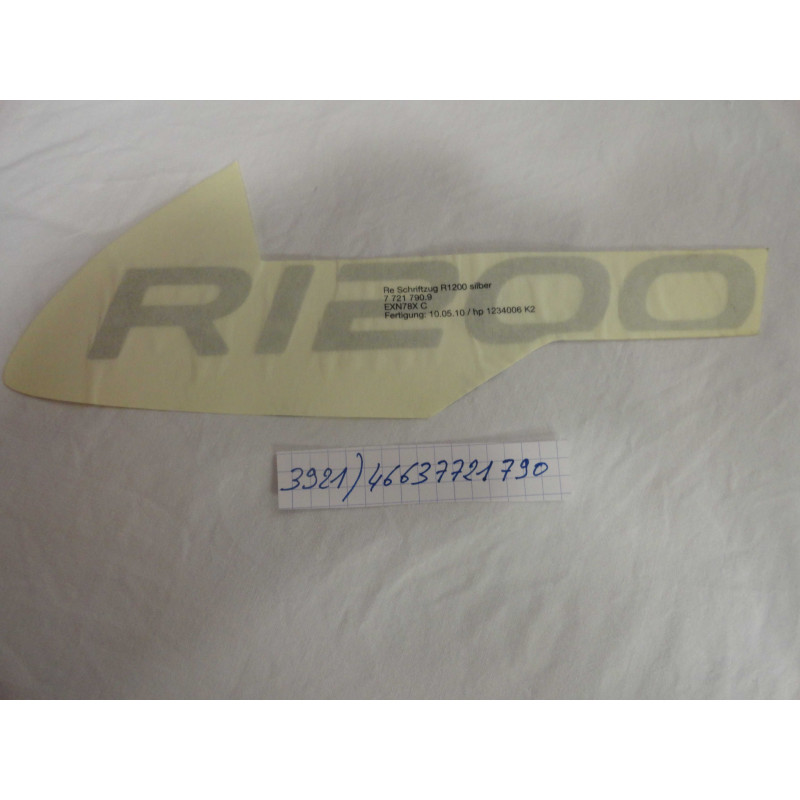 R1200
Re Schriftzug R1200 silber
7 721 790.9
EXN78X C
Fertigung: 10.05.10 / hp 1234006 K2
3921) 46637721790